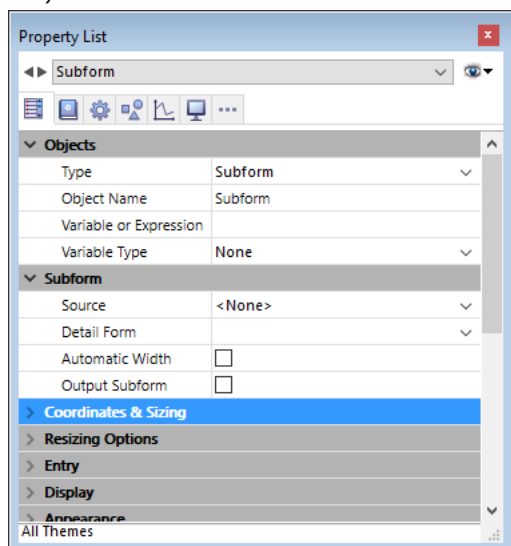 Property List
Subform
Objects
Type Subform
Object Name Subform
Variable or Expression
Variable Type None
Subform
Source <None>
Detail Form
Automatic Width
Output Subform
Coordinates & Sizing
Resizing Options
Entry
Display
Appearance
All Themes